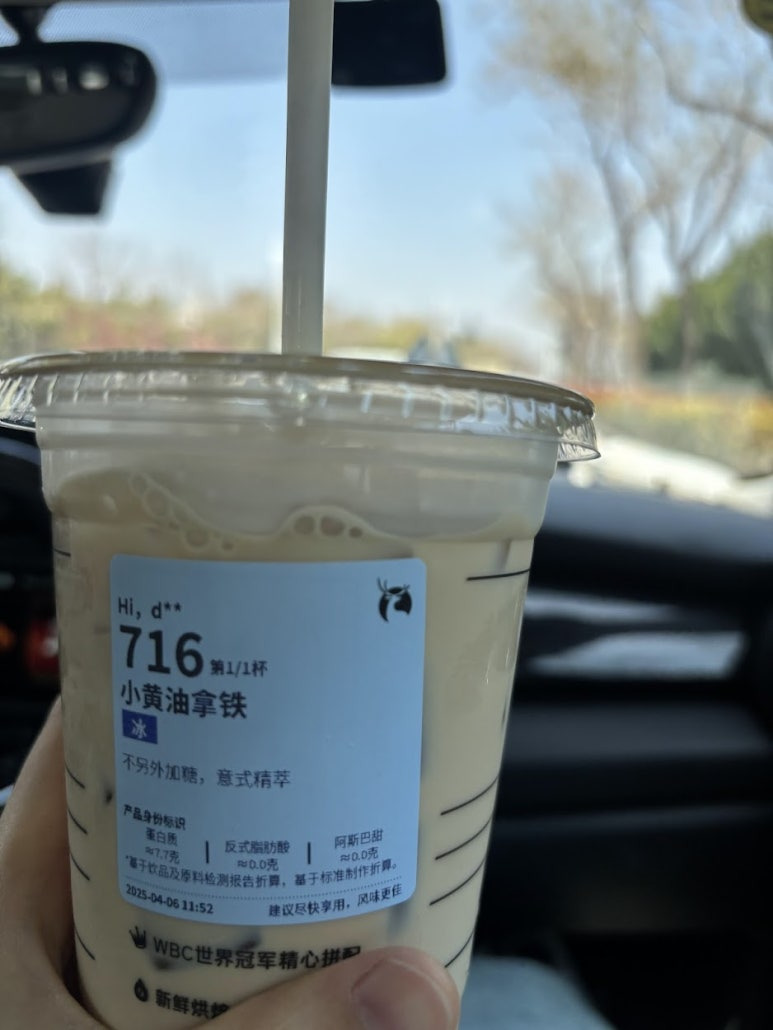 Hi, d**
716 第1/1杯
小黄油拿铁
冰
不另外加糖，意式精萃
产品身份标识
蛋白质 | 反式脂肪酸 | 阿斯巴甜
≈7.7克 ≈0.0克 ≈0.0克
*基于饮品及原料检测报告折算，基于标准制作折算。
2025-04-06 11:52 建议尽快享用，风味更佳
WBC世界冠军精心拼配
新鲜烘焙